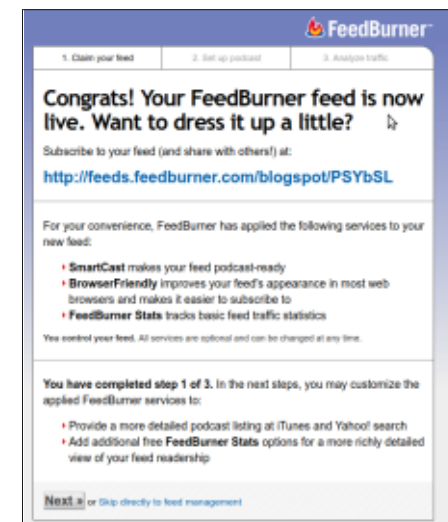 FeedBurner™
1. Claim your feed 2. Set up podcast 3. Analyze traffic
Congrats! Your FeedBurner feed is now
live. Want to dress it up a little?
Subscribe to your feed (and share with others!) at:
http://feeds.feedburner.com/blogspot/PSYbSL
For your convenience, FeedBurner has applied the following services to your
new feed:
SmartCast makes your feed podcast-ready
BrowserFriendly improves your feed's appearance in most web
browsers and makes it easier to subscribe to
FeedBurner Stats tracks basic feed traffic statistics
You control your feed. All services are optional and can be changed at any time.
You have completed step 1 of 3. In the next steps, you may customize the
applied FeedBurner services to:
Provide a more detailed podcast listing at iTunes and Yahoo! search
Add additional free FeedBurner Stats options for a more richly detailed
view of your feed readership
Next » or Skip directly to feed management